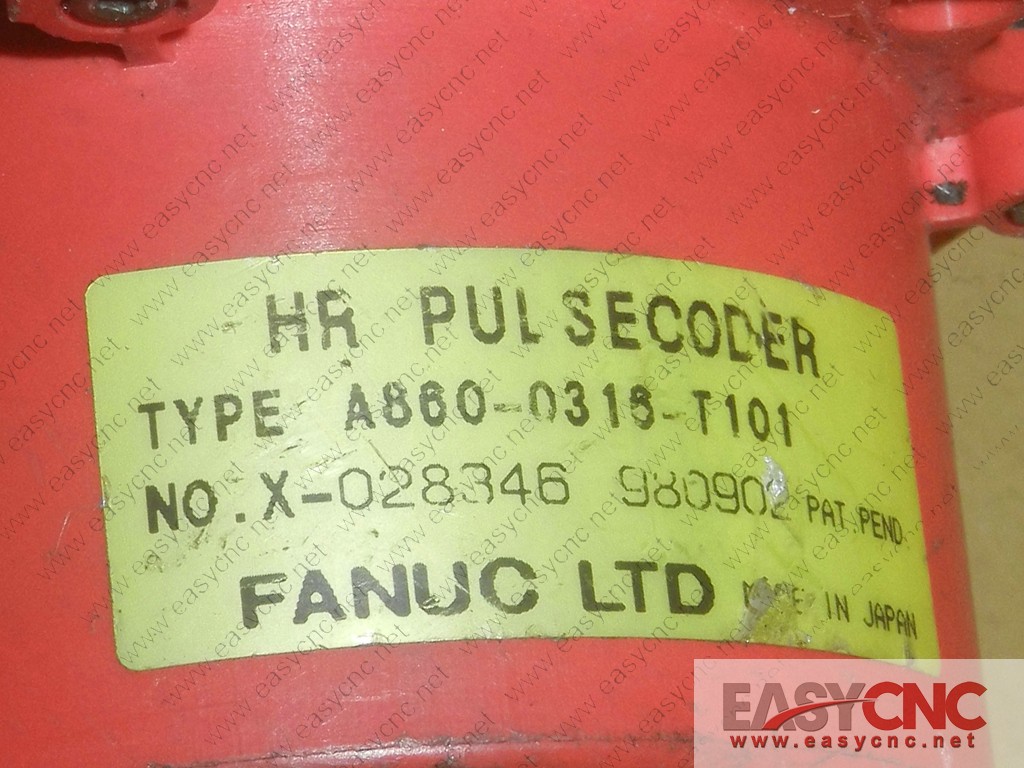 HR PULSECODER
TYPE A860-0316-T101
NO. X-028346 980902 PAT. PEND.
FANUC LTD MADE IN JAPAN
EASYCNC
www.easycnc.net